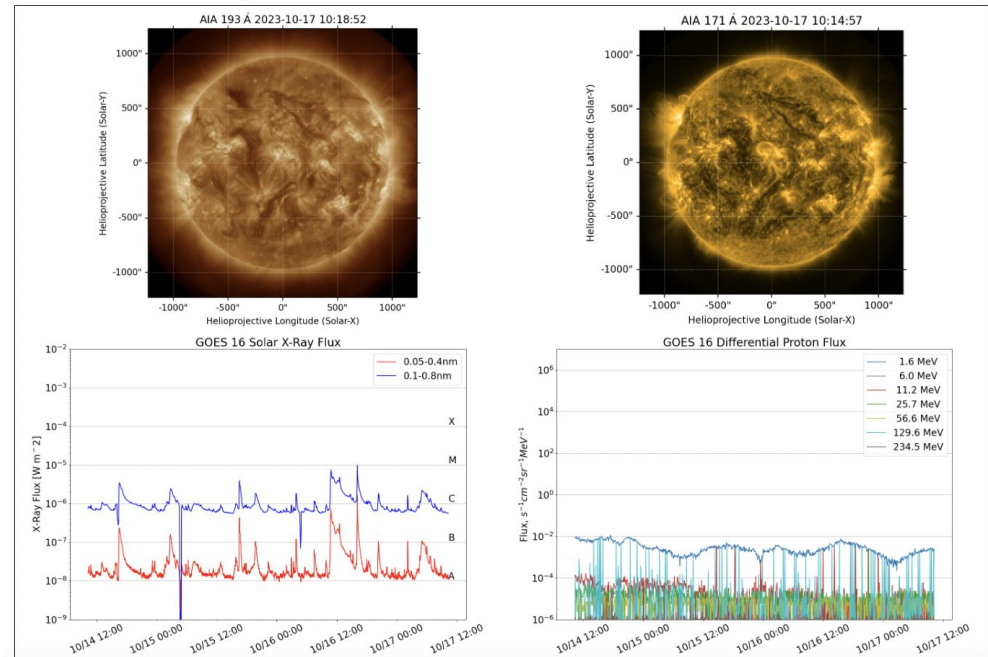 AIA 193 Å 2023-10-17 10:18:52
1000"
500"
0"
-500"
-1000"
Helioprojective Latitude (Solar-Y)
-1000"
-500"
0"
500"
1000"
Helioprojective Longitude (Solar-X)
AIA 171 Å 2023-10-17 10:14:57
1000"
500"
0"
-500"
-1000"
Helioprojective Latitude (Solar-Y)
-1000"
-500"
0"
500"
1000"
Helioprojective Longitude (Solar-X)
GOES 16 Solar X-Ray Flux
0.05-0.4nm
0.1-0.8nm
10⁻²
10⁻³
10⁻⁴
10⁻⁵
10⁻⁶
10⁻⁷
10⁻⁸
10⁻⁹
X-Ray Flux [W m−2]
X
M
C
B
A
10/14 12:00
10/15 00:00
10/15 12:00
10/16 00:00
10/16 12:00
10/17 00:00
10/17 12:00
GOES 16 Differential Proton Flux
1.6 MeV
6.0 MeV
11.2 MeV
25.7 MeV
56.6 MeV
129.6 MeV
234.5 MeV
10⁶
10⁴
10²
10⁰
10⁻²
10⁻⁴
10⁻⁶
Flux, s⁻¹cm⁻²sr⁻¹MeV⁻¹
10/14 12:00
10/15 00:00
10/15 12:00
10/16 00:00
10/16 12:00
10/17 00:00
10/17 12:00